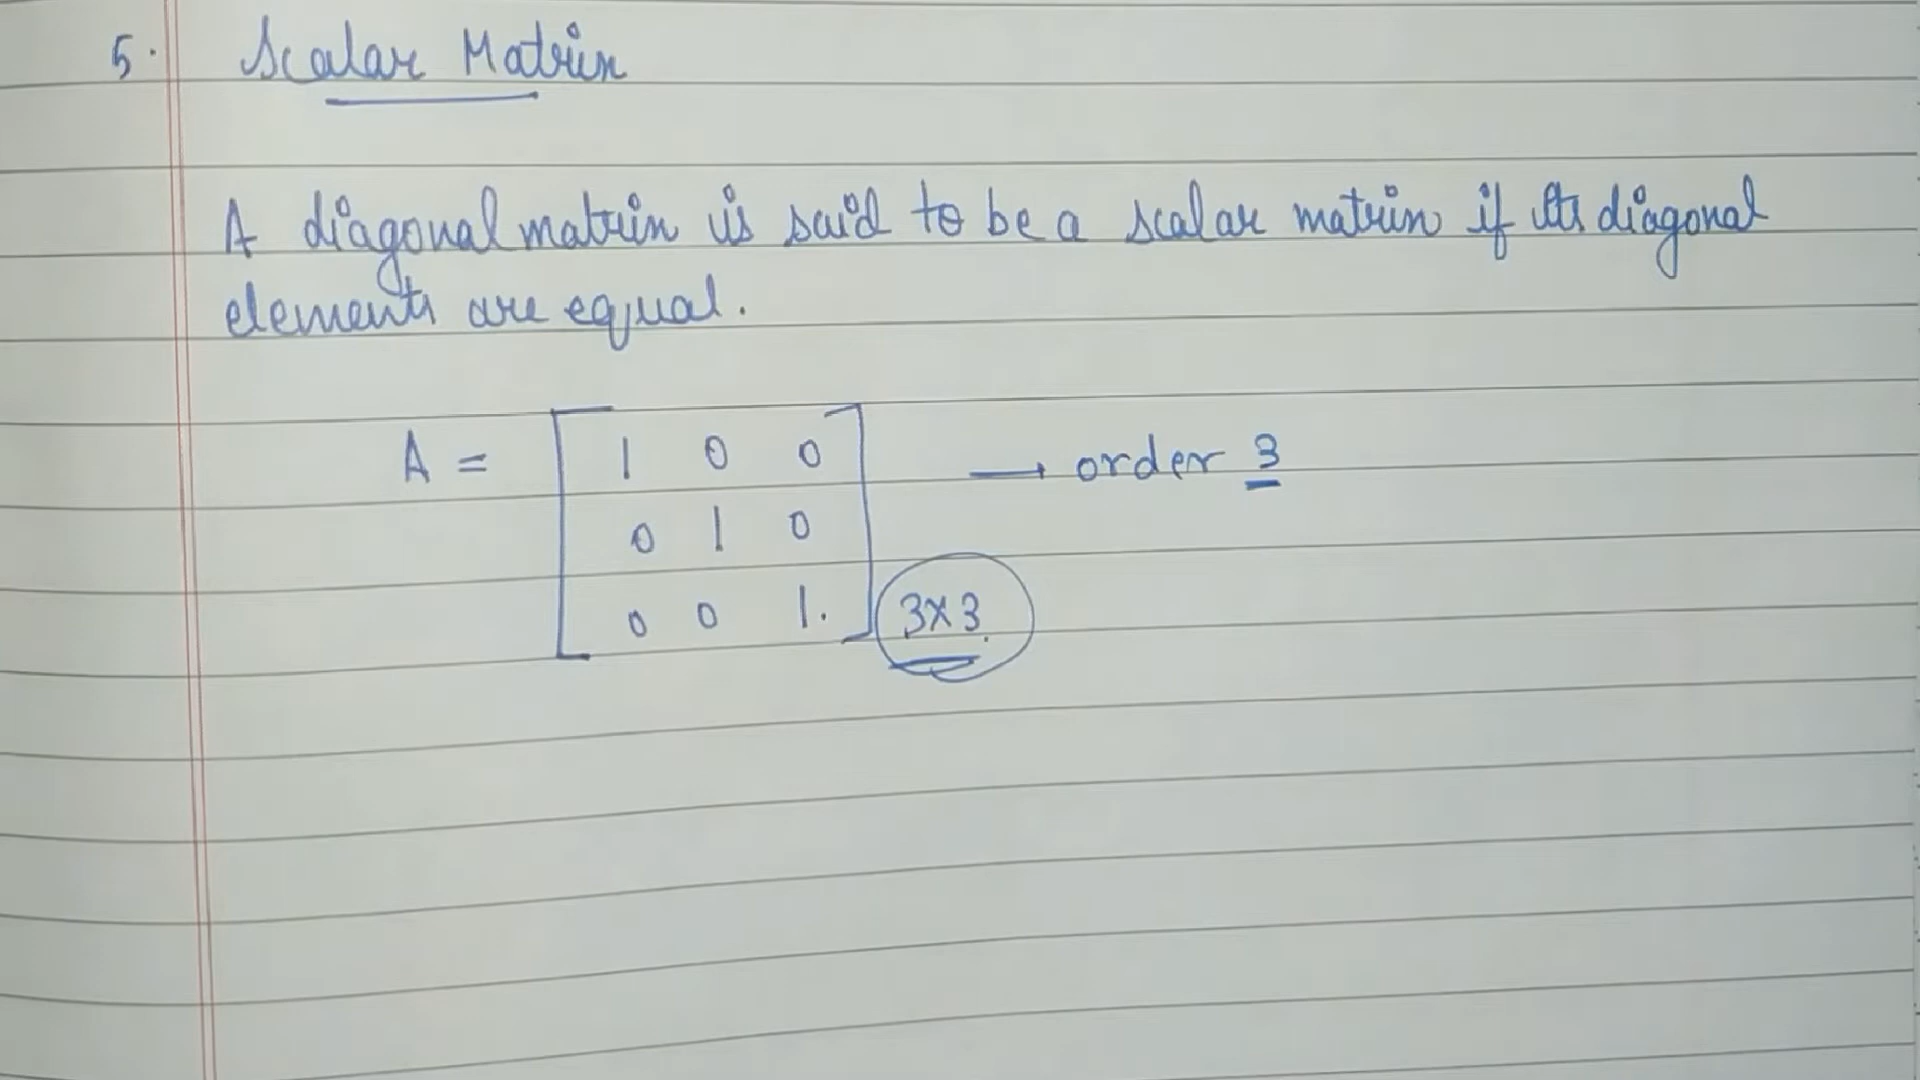 5. Scalar Matrix
A diagonal matrix is said to be a scalar matrix if its diagonal
elements are equal.
A = [ 1 0 0 → order 3
0 1 0
0 0 1. ] 3×3